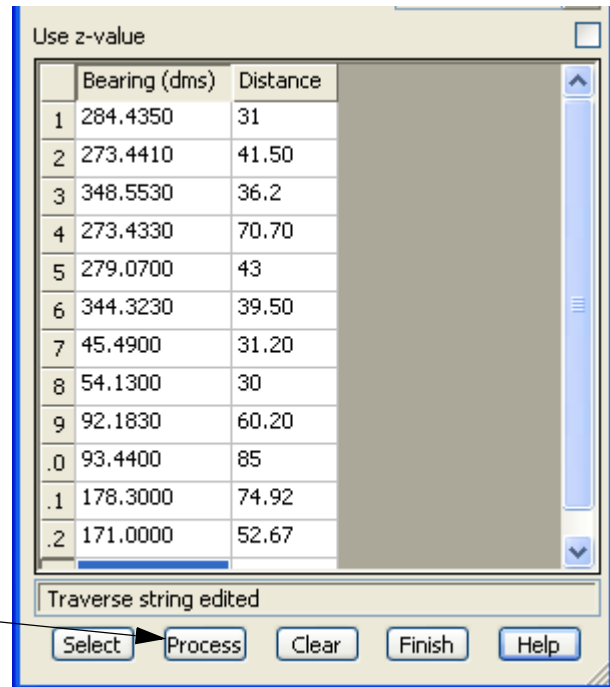 Use z-value
Bearing (dms) Distance
1 284.4350 31
2 273.4410 41.50
3 348.5530 36.2
4 273.4330 70.70
5 279.0700 43
6 344.3230 39.50
7 45.4900 31.20
8 54.1300 30
9 92.1830 60.20
.0 93.4400 85
.1 178.3000 74.92
.2 171.0000 52.67
Traverse string edited
Select Process Clear Finish Help